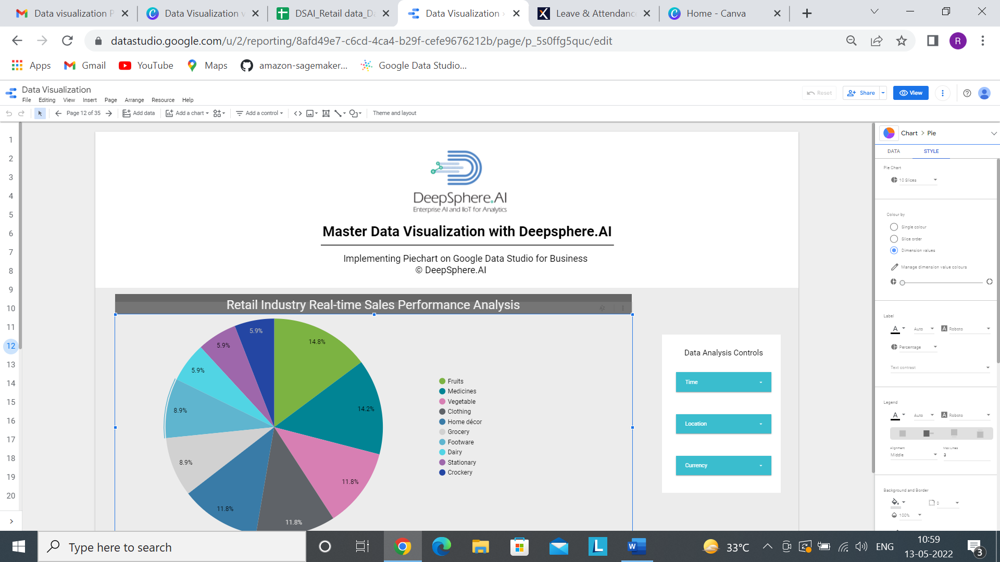 Data visualization P
Data Visualization v
DSAI_Retail data_Da
Data Visualization
Leave & Attendance
Home - Canva
datastudio.google.com/u/2/reporting/8afd49e7-c6cd-4ca4-b29f-cefe9676212b/page/p_5s0ffg5quc/edit
R
Apps
Gmail
YouTube
Maps
amazon-sagemaker...
Google Data Studio...
Data Visualization
File Editing View Insert Page Arrange Resource Help
Reset
Share
View
Page 12 of 35
Add data
Add a chart
Add a control
Theme and layout
1
2
3
4
5
6
7
8
9
10
11
12
13
14
15
16
17
18
19
20
DeepSphere.AI
Enterprise AI and IIoT for Analytics
Master Data Visualization with Deepsphere.AI
Implementing Piechart on Google Data Studio for Business
© DeepSphere.AI
Retail Industry Real-time Sales Performance Analysis
5.9%
14.8%
5.9%
5.9%
14.2%
8.9%
8.9%
11.8%
11.8%
11.8%
Fruits
Medicines
Vegetable
Clothing
Home décor
Grocery
Footware
Dairy
Stationary
Crockery
Data Analysis Controls
Time
Location
Currency
Chart > Pie
DATA STYLE
Pie Chart
10 Slices
Colour by
Single colour
Slice order
Dimension values
Manage dimension value colours
Label
A Auto A Roboto
Percentage
Text contrast
Legend
A Auto A Roboto
Alignment Max Lines
Middle 3
Background and Border
0
100%
Type here to search
L
W
33°C
ENG
10:59
13-05-2022
3